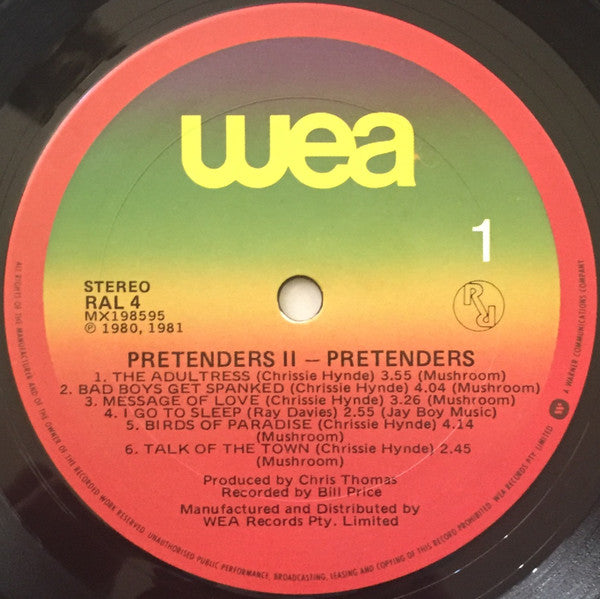 wea
1
STEREO
RAL 4
MX198595
℗ 1980, 1981
PRETENDERS II – PRETENDERS
1. THE ADULTRESS (Chrissie Hynde) 3.55 (Mushroom)
2. BAD BOYS GET SPANKED (Chrissie Hynde) 4.04 (Mushroom)
3. MESSAGE OF LOVE (Chrissie Hynde) 3.26 (Mushroom)
4. I GO TO SLEEP (Ray Davies) 2.55 (Jay Boy Music)
5. BIRDS OF PARADISE (Chrissie Hynde) 4.14
(Mushroom)
6. TALK OF THE TOWN (Chrissie Hynde) 2.45
(Mushroom)
Produced by Chris Thomas
Recorded by Bill Price
Manufactured and Distributed by
WEA Records Pty. Limited
ALL RIGHTS OF THE MANUFACTURER AND OF THE OWNER OF THE RECORDED WORK RESERVED. UNAUTHORISED PUBLIC PERFORMANCE, BROADCASTING, LEASING AND COPYING OF THIS RECORD PROHIBITED. WEA RECORDS PTY. LIMITED
A WARNER COMMUNICATIONS COMPANY.